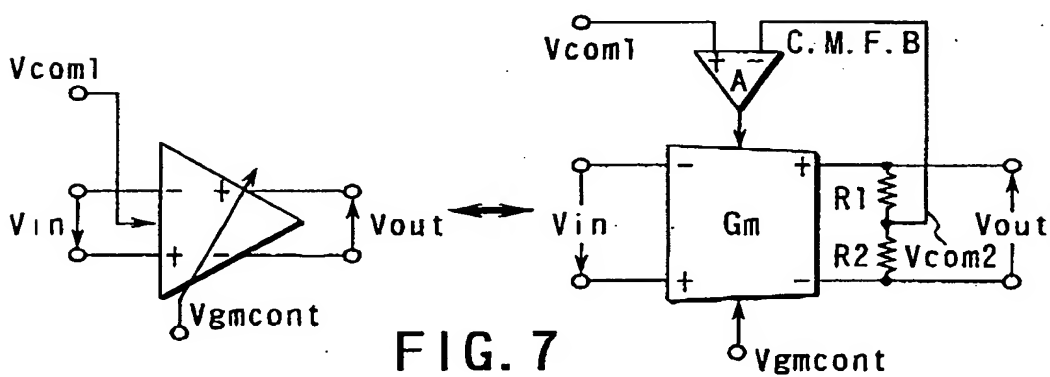 Vcom1
Vin
- +
+ -
Vout
Vgmcont
Vcom1
C.M.F.B
+ -
A
Vin
- +
Gm
+ -
R1
R2
Vcom2
Vout
Vgmcont
FIG. 7